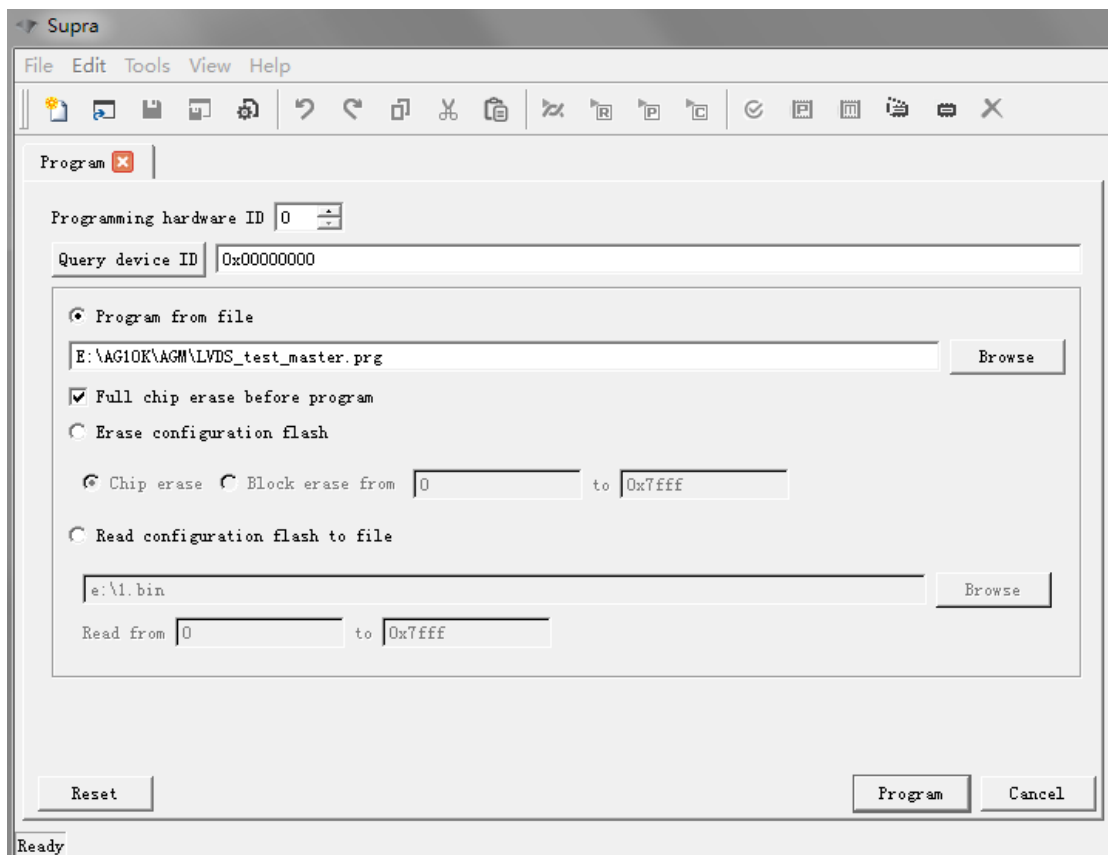 Supra
File Edit Tools View Help
R P C P
Program
Programming hardware ID 0
Query device ID 0x00000000
Program from file
E:\AG10K\AGM\LVDS_test_master.prg Browse
Full chip erase before program
Erase configuration flash
Chip erase Block erase from 0 to 0x7fff
Read configuration flash to file
e:\1.bin Browse
Read from 0 to 0x7fff
Reset Program Cancel
Ready